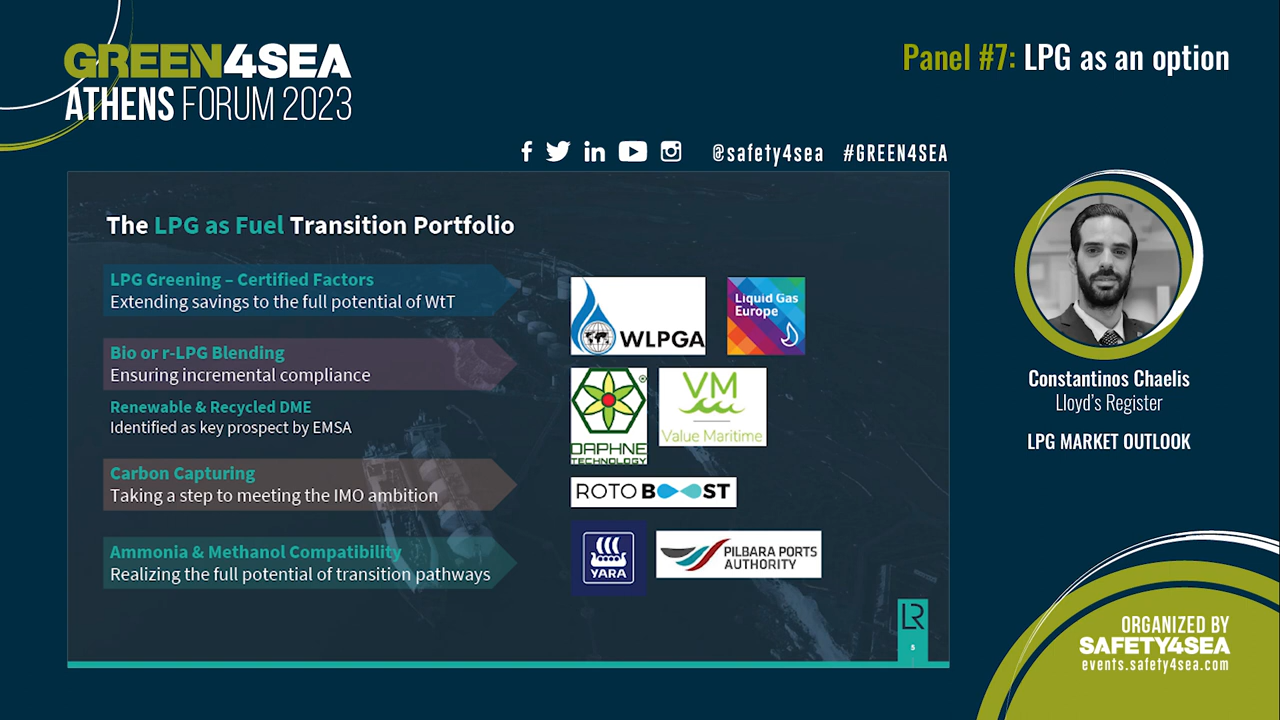 GREEN4SEA
ATHENS FORUM 2023
Panel #7: LPG as an option
@safety4sea #GREEN4SEA
The LPG as Fuel Transition Portfolio
LPG Greening – Certified Factors
Extending savings to the full potential of WtT
Bio or r-LPG Blending
Ensuring incremental compliance
Renewable & Recycled DME
Identified as key prospect by EMSA
Carbon Capturing
Taking a step to meeting the IMO ambition
Ammonia & Methanol Compatibility
Realizing the full potential of transition pathways
WLPGA
Liquid Gas
Europe
DAPHNE
TECHNOLOGY
®
VM
Value Maritime
ROTOBOOST
YARA
PILBARA PORTS
AUTHORITY
LR
5
Constantinos Chaelis
Lloyd's Register
LPG MARKET OUTLOOK
ORGANIZED BY
SAFETY4SEA
events.safety4sea.com